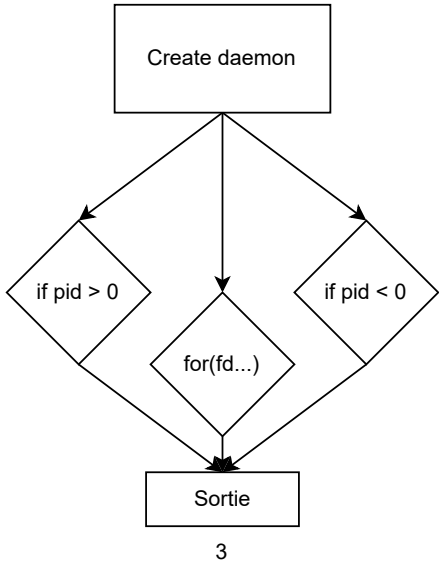 Create daemon
if pid > 0
if pid < 0
for(fd...)
Sortie
3